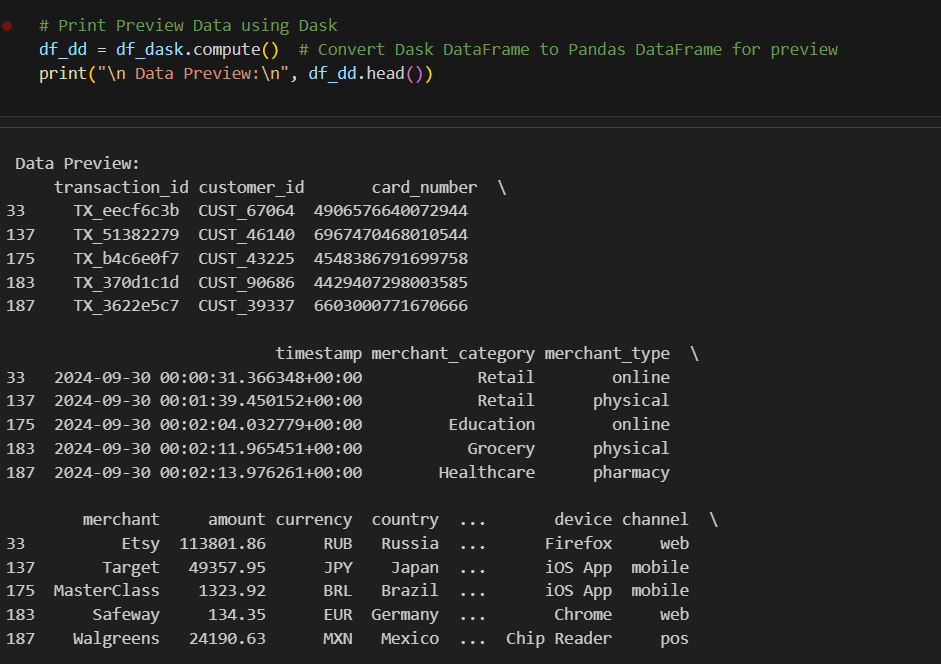 # Print Preview Data using Dask
df_dd = df_dask.compute()  # Convert Dask DataFrame to Pandas DataFrame for preview
print("\n Data Preview:\n", df_dd.head())
Data Preview:
transaction_id customer_id       card_number  \
33     TX_eecf6c3b  CUST_67064  4906576640072944
137    TX_51382279  CUST_46140  6967470468010544
175    TX_b4c6e0f7  CUST_43225  4548386791699758
183    TX_370d1c1d  CUST_90686  4429407298003585
187    TX_3622e5c7  CUST_39337  6603000771670666
timestamp merchant_category merchant_type  \
33   2024-09-30 00:00:31.366348+00:00            Retail        online
137  2024-09-30 00:01:39.450152+00:00            Retail      physical
175  2024-09-30 00:02:04.032779+00:00         Education        online
183  2024-09-30 00:02:11.965451+00:00           Grocery      physical
187  2024-09-30 00:02:13.976261+00:00        Healthcare      pharmacy
merchant     amount currency  country  ...       device channel  \
33          Etsy  113801.86      RUB   Russia  ...      Firefox     web
137       Target   49357.95      JPY    Japan  ...      iOS App  mobile
175  MasterClass    1323.92      BRL   Brazil  ...      iOS App  mobile
183      Safeway     134.35      EUR  Germany  ...       Chrome     web
187    Walgreens   24190.63      MXN   Mexico  ...  Chip Reader     pos